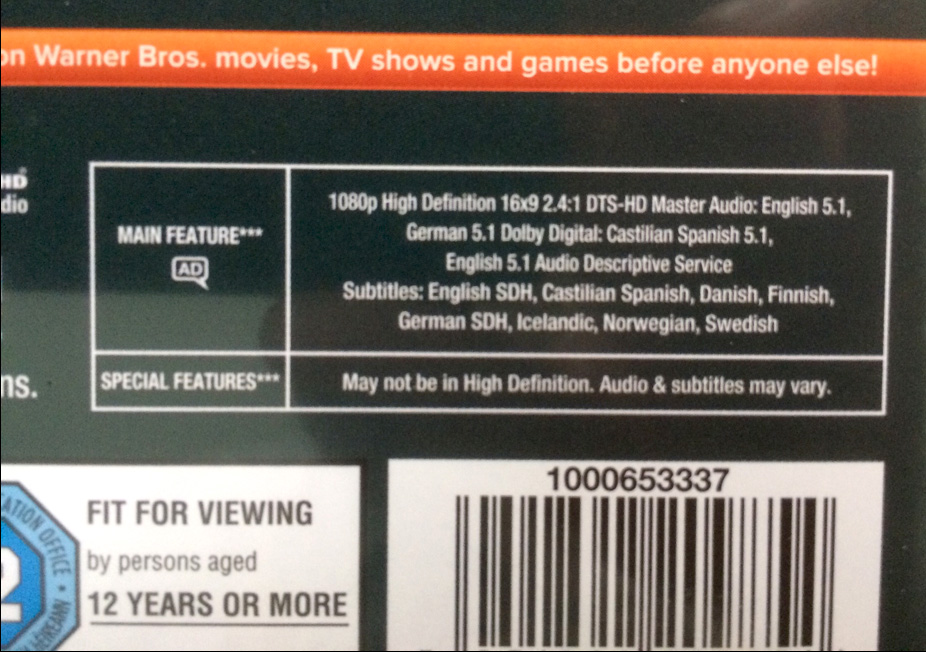 on Warner Bros. movies, TV shows and games before anyone else!
HD
dio
MAIN FEATURE***
AD
1080p High Definition 16x9 2.4:1 DTS-HD Master Audio: English 5.1,
German 5.1 Dolby Digital: Castilian Spanish 5.1,
English 5.1 Audio Descriptive Service
Subtitles: English SDH, Castilian Spanish, Danish, Finnish,
German SDH, Icelandic, Norwegian, Swedish
ns.
SPECIAL FEATURES***
May not be in High Definition. Audio & subtitles may vary.
1000653337
FIT FOR VIEWING
by persons aged
12 YEARS OR MORE
CATION OFFICE
2